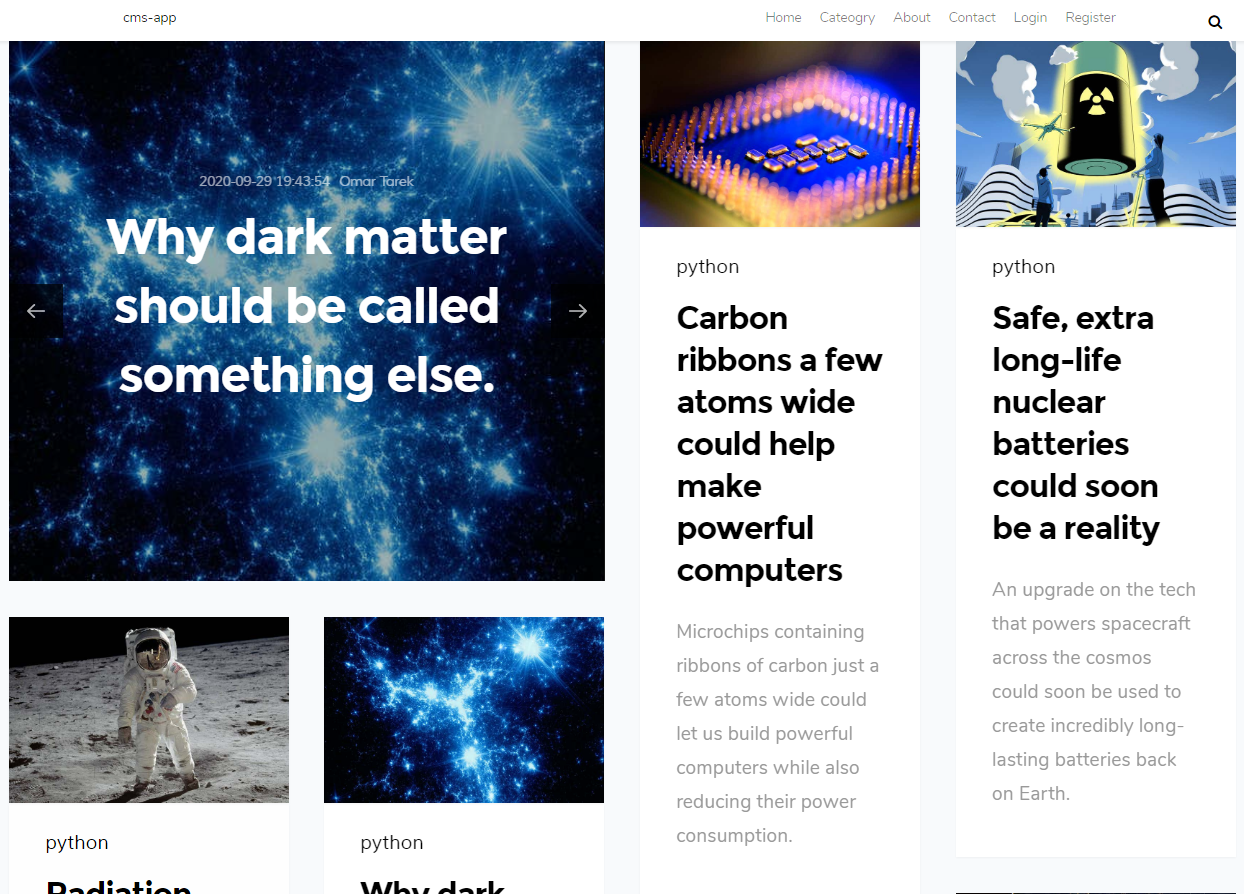 cms-app
Home Cateogry About Contact Login Register
2020-09-29 19:43:54 Omar Tarek
Why dark matter
should be called
something else.
python
Carbon
ribbons a few
atoms wide
could help
make
powerful
computers
Microchips containing
ribbons of carbon just a
few atoms wide could
let us build powerful
computers while also
reducing their power
consumption.
python
Safe, extra
long-life
nuclear
batteries
could soon
be a reality
An upgrade on the tech
that powers spacecraft
across the cosmos
could soon be used to
create incredibly long-
lasting batteries back
on Earth.
python
Radiation
python
Why dark